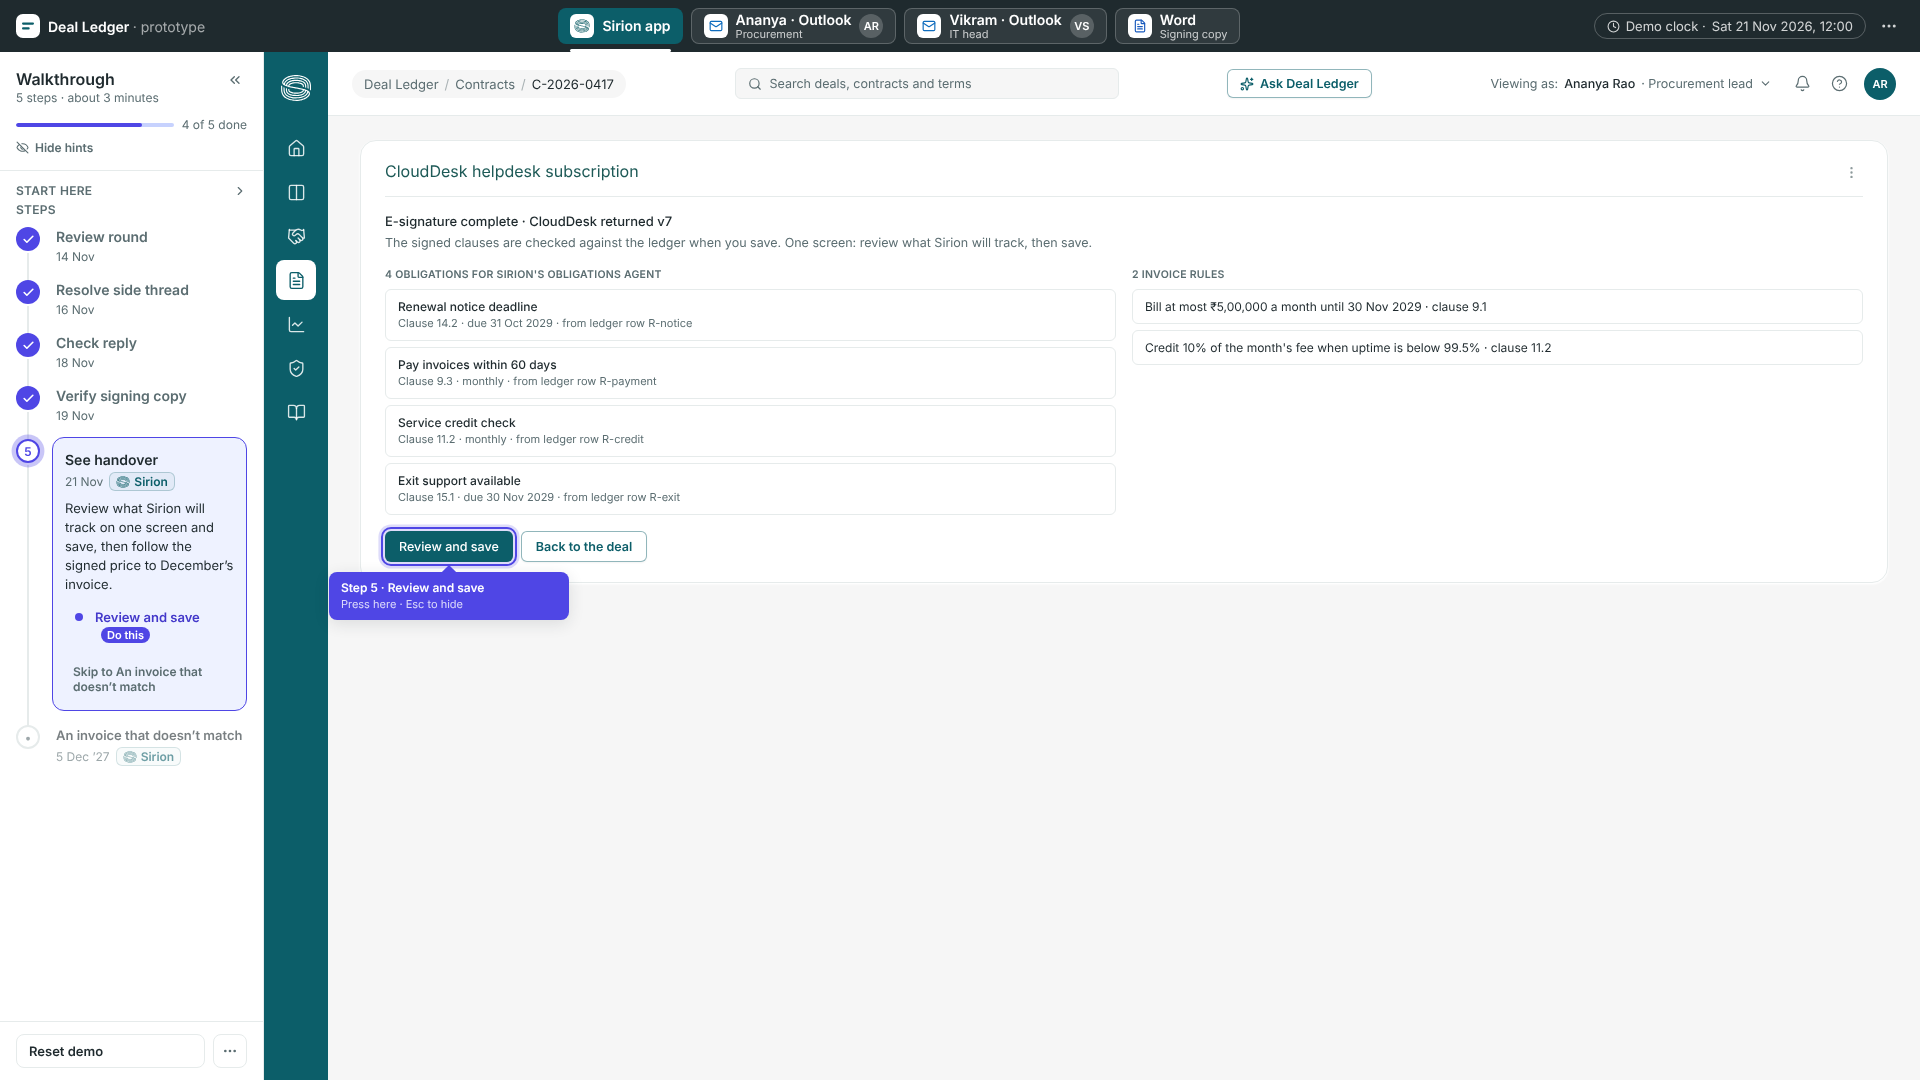 Deal Ledger · prototype
Sirion app
Ananya · Outlook
Procurement
AR
Vikram · Outlook
IT head
VS
Word
Signing copy
Demo clock · Sat 21 Nov 2026, 12:00
Walkthrough
5 steps · about 3 minutes
4 of 5 done
Hide hints
START HERE
STEPS
Review round
14 Nov
Resolve side thread
16 Nov
Check reply
18 Nov
Verify signing copy
19 Nov
5
See handover
21 Nov Sirion
Review what Sirion will
track on one screen and
save, then follow the
signed price to December’s
invoice.
Review and save
Do this
Skip to An invoice that
doesn’t match
An invoice that doesn’t match
5 Dec ’27 Sirion
Reset demo
Deal Ledger / Contracts / C-2026-0417
Search deals, contracts and terms
Ask Deal Ledger
Viewing as: Ananya Rao · Procurement lead
AR
CloudDesk helpdesk subscription
E-signature complete · CloudDesk returned v7
The signed clauses are checked against the ledger when you save. One screen: review what Sirion will track, then save.
4 OBLIGATIONS FOR SIRION'S OBLIGATIONS AGENT
Renewal notice deadline
Clause 14.2 · due 31 Oct 2029 · from ledger row R-notice
Pay invoices within 60 days
Clause 9.3 · monthly · from ledger row R-payment
Service credit check
Clause 11.2 · monthly · from ledger row R-credit
Exit support available
Clause 15.1 · due 30 Nov 2029 · from ledger row R-exit
2 INVOICE RULES
Bill at most ₹5,00,000 a month until 30 Nov 2029 · clause 9.1
Credit 10% of the month's fee when uptime is below 99.5% · clause 11.2
Review and save
Back to the deal
Step 5 · Review and save
Press here · Esc to hide